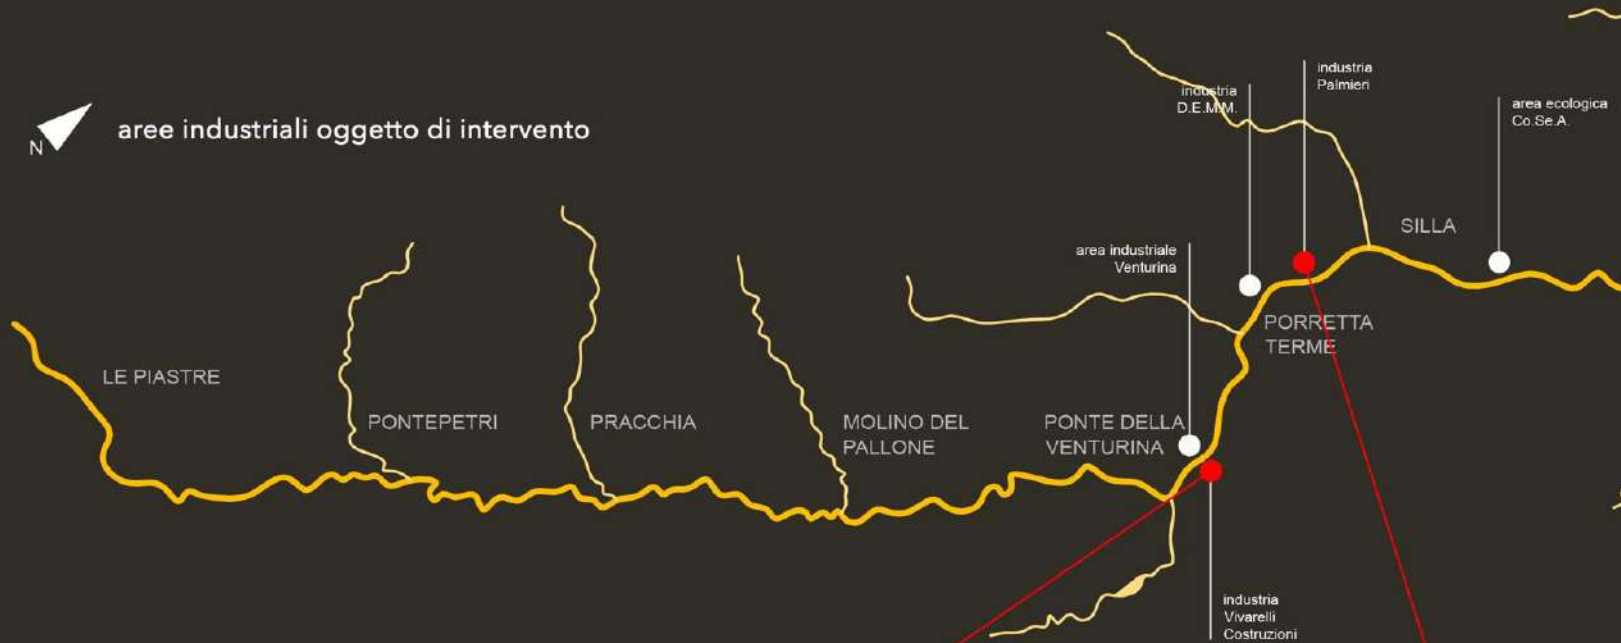 industria
Palmieri
industria
D.E.M.M.
area ecologica
Co.Se.A.
N
aree industriali oggetto di intervento
SILLA
area industriale
Venturina
PORRETTA
TERME
LE PIASTRE
PONTEPETRI
PRACCHIA
MOLINO DEL
PALLONE
PONTE DELLA
VENTURINA
industria
Vivarelli
Costruzioni